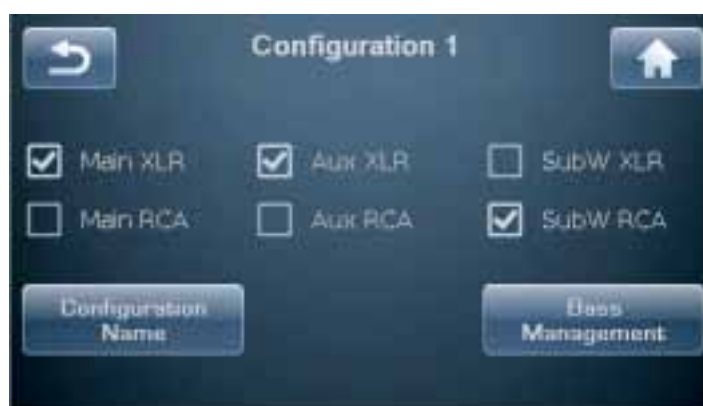 Configuration 1
Main XLR Aux XLR SubW XLR
Main RCA Aux RCA SubW RCA
Configuration
Name
Bass
Management